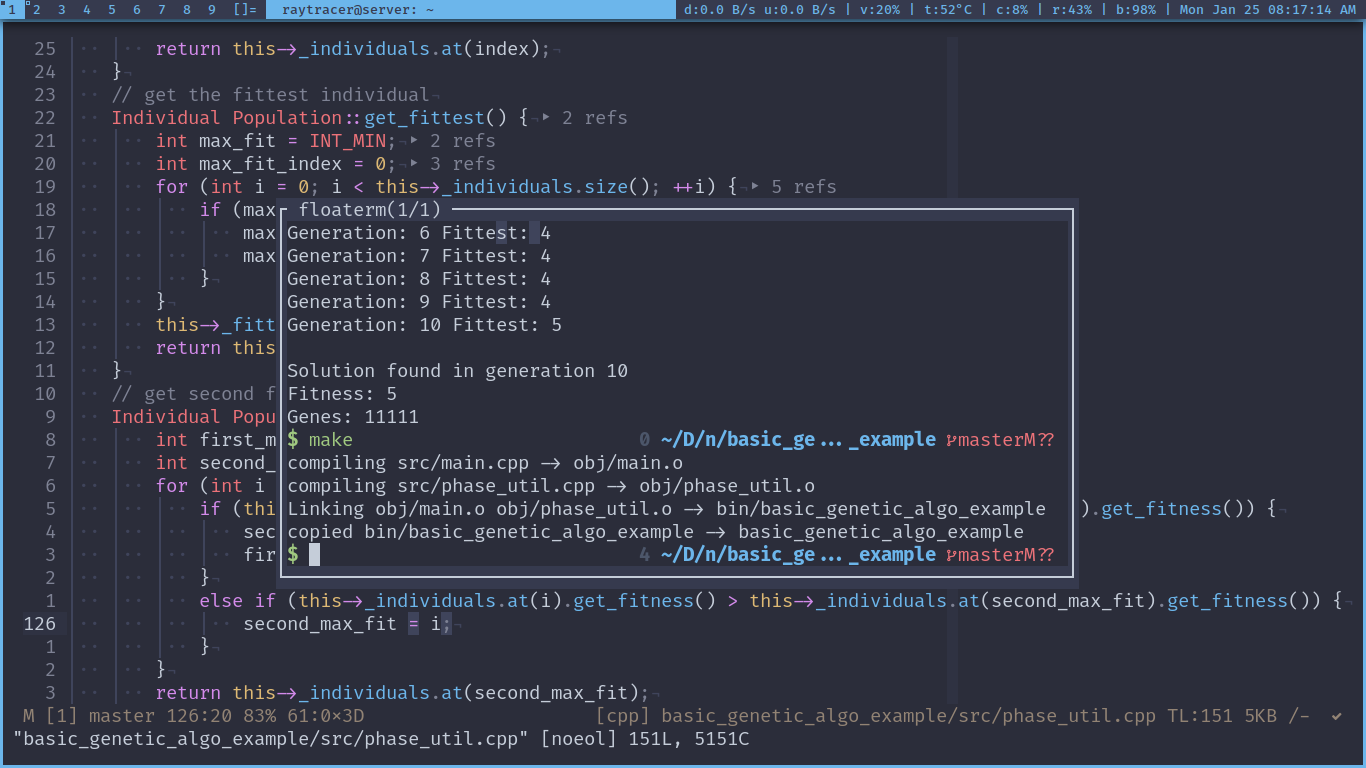 1 2 3 4 5 6 7 8 9 []= raytracer@server: ~ d:0.0 B/s u:0.0 B/s | v:20% | t:52°C | c:8% | r:43% | b:98% | Mon Jan 25 08:17:14 AM
25 return this->_individuals.at(index);
24 }
23 // get the fittest individual
22 Individual Population::get_fittest() { ‣ 2 refs
21 int max_fit = INT_MIN; ‣ 2 refs
20 int max_fit_index = 0; ‣ 3 refs
19 for (int i = 0; i < this->_individuals.size(); ++i) { ‣ 5 refs
18 if (max
17 max
16 max
15 }
14 }
13 this->_fitt
12 return this
11 }
10 // get second f
9 Individual Popu
8 int first_m
7 int second_
6 for (int i
5 if (thi ).get_fitness()) {
4 sec
3 fir
2 }
floaterm(1/1)
Generation: 6 Fittest: 4
Generation: 7 Fittest: 4
Generation: 8 Fittest: 4
Generation: 9 Fittest: 4
Generation: 10 Fittest: 5
Solution found in generation 10
Fitness: 5
Genes: 11111
$ make 0 ~/D/n/basic_ge..._example masterM??
compiling src/main.cpp -> obj/main.o
compiling src/phase_util.cpp -> obj/phase_util.o
Linking obj/main.o obj/phase_util.o -> bin/basic_genetic_algo_example
copied bin/basic_genetic_algo_example -> basic_genetic_algo_example
$ 4 ~/D/n/basic_ge..._example masterM??
1 else if (this->_individuals.at(i).get_fitness() > this->_individuals.at(second_max_fit).get_fitness()) {
126 second_max_fit = i;
1 }
2 }
3 return this->_individuals.at(second_max_fit);
M [1] master 126:20 83% 61:0×3D [cpp] basic_genetic_algo_example/src/phase_util.cpp TL:151 5KB /- ✔
"basic_genetic_algo_example/src/phase_util.cpp" [noeol] 151L, 5151C